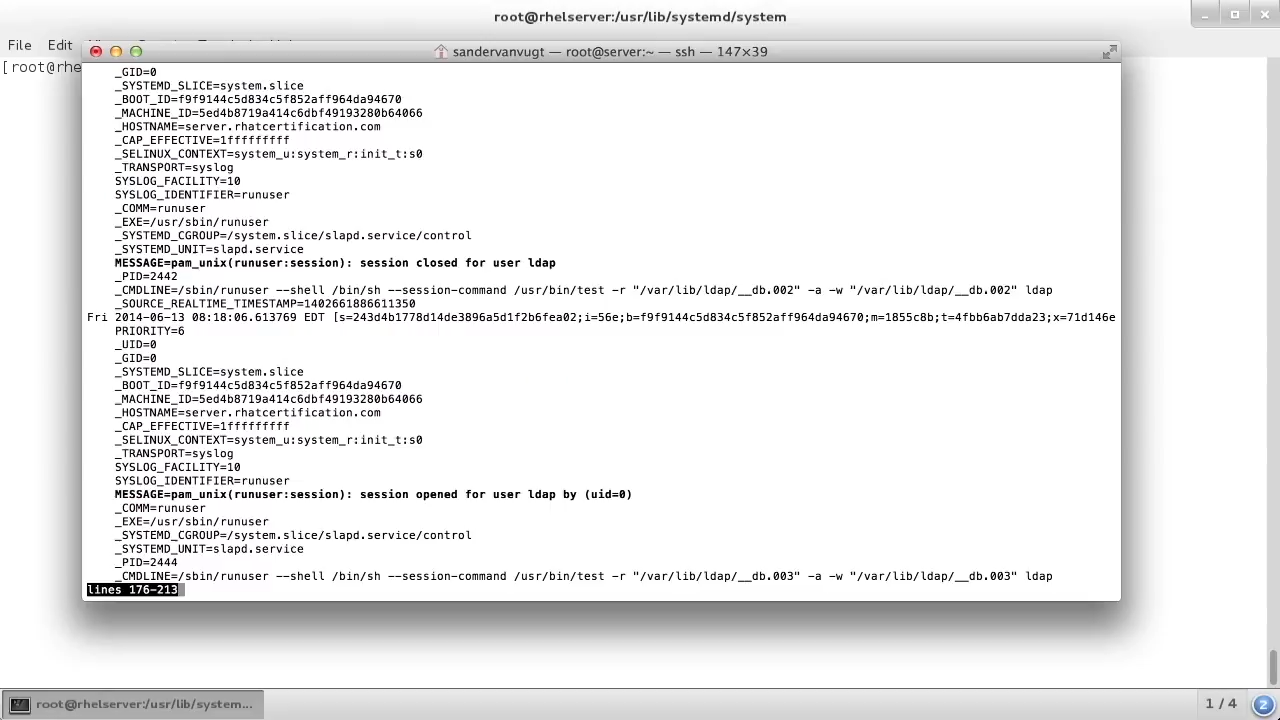 root@rhelserver:/usr/lib/systemd/system
File Edit
[root@rhe
sandervanvugt — root@server:~ — ssh — 147×39
_GID=0
_SYSTEMD_SLICE=system.slice
_BOOT_ID=f9f9144c5d834c5f852aff964da94670
_MACHINE_ID=5ed4b8719a414c6dbf49193280b64066
_HOSTNAME=server.rhatcertification.com
_CAP_EFFECTIVE=1fffffffff
_SELINUX_CONTEXT=system_u:system_r:init_t:s0
_TRANSPORT=syslog
SYSLOG_FACILITY=10
SYSLOG_IDENTIFIER=runuser
_COMM=runuser
_EXE=/usr/sbin/runuser
_SYSTEMD_CGROUP=/system.slice/slapd.service/control
_SYSTEMD_UNIT=slapd.service
MESSAGE=pam_unix(runuser:session): session closed for user ldap
_PID=2442
_CMDLINE=/sbin/runuser --shell /bin/sh --session-command /usr/bin/test -r "/var/lib/ldap/__db.002" -a -w "/var/lib/ldap/__db.002" ldap
_SOURCE_REALTIME_TIMESTAMP=1402661886611350
Fri 2014-06-13 08:18:06.613769 EDT [s=243d4b1778d14de3896a5d1f2b6fea02;i=56e;b=f9f9144c5d834c5f852aff964da94670;m=1855c8b;t=4fbb6ab7dda23;x=71d146e
PRIORITY=6
_UID=0
_GID=0
_SYSTEMD_SLICE=system.slice
_BOOT_ID=f9f9144c5d834c5f852aff964da94670
_MACHINE_ID=5ed4b8719a414c6dbf49193280b64066
_HOSTNAME=server.rhatcertification.com
_CAP_EFFECTIVE=1fffffffff
_SELINUX_CONTEXT=system_u:system_r:init_t:s0
_TRANSPORT=syslog
SYSLOG_FACILITY=10
SYSLOG_IDENTIFIER=runuser
MESSAGE=pam_unix(runuser:session): session opened for user ldap by (uid=0)
_COMM=runuser
_EXE=/usr/sbin/runuser
_SYSTEMD_CGROUP=/system.slice/slapd.service/control
_SYSTEMD_UNIT=slapd.service
_PID=2444
_CMDLINE=/sbin/runuser --shell /bin/sh --session-command /usr/bin/test -r "/var/lib/ldap/__db.003" -a -w "/var/lib/ldap/__db.003" ldap
lines 176-213
root@rhelserver:/usr/lib/system...
1 / 4
2